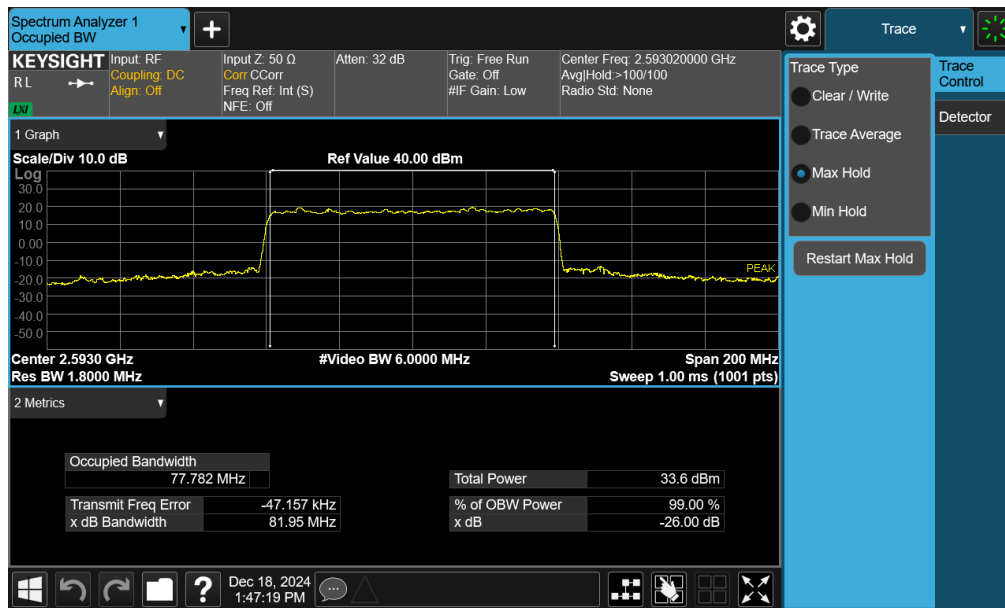 Spectrum Analyzer 1
Occupied BW
+
Trace
KEYSIGHT
R L
LXI
Input: RF
Coupling: DC
Align: Off
Input Z: 50 Ω
Corr CCorr
Freq Ref: Int (S)
NFE: Off
Atten: 32 dB
Trig: Free Run
Gate: Off
#IF Gain: Low
Center Freq: 2.593020000 GHz
Avg|Hold:>100/100
Radio Std: None
Trace Type
Clear / Write
Trace Average
Max Hold
Min Hold
Restart Max Hold
Trace
Control
Detector
1 Graph
Scale/Div 10.0 dB
Ref Value 40.00 dBm
Log
30.0
20.0
10.0
0.00
-10.0
-20.0
-30.0
-40.0
-50.0
PEAK
Center 2.5930 GHz
#Video BW 6.0000 MHz
Span 200 MHz
Res BW 1.8000 MHz
Sweep 1.00 ms (1001 pts)
2 Metrics
Occupied Bandwidth
77.782 MHz
Total Power 33.6 dBm
Transmit Freq Error -47.157 kHz
% of OBW Power 99.00 %
x dB Bandwidth 81.95 MHz
x dB -26.00 dB
?
Dec 18, 2024
1:47:19 PM